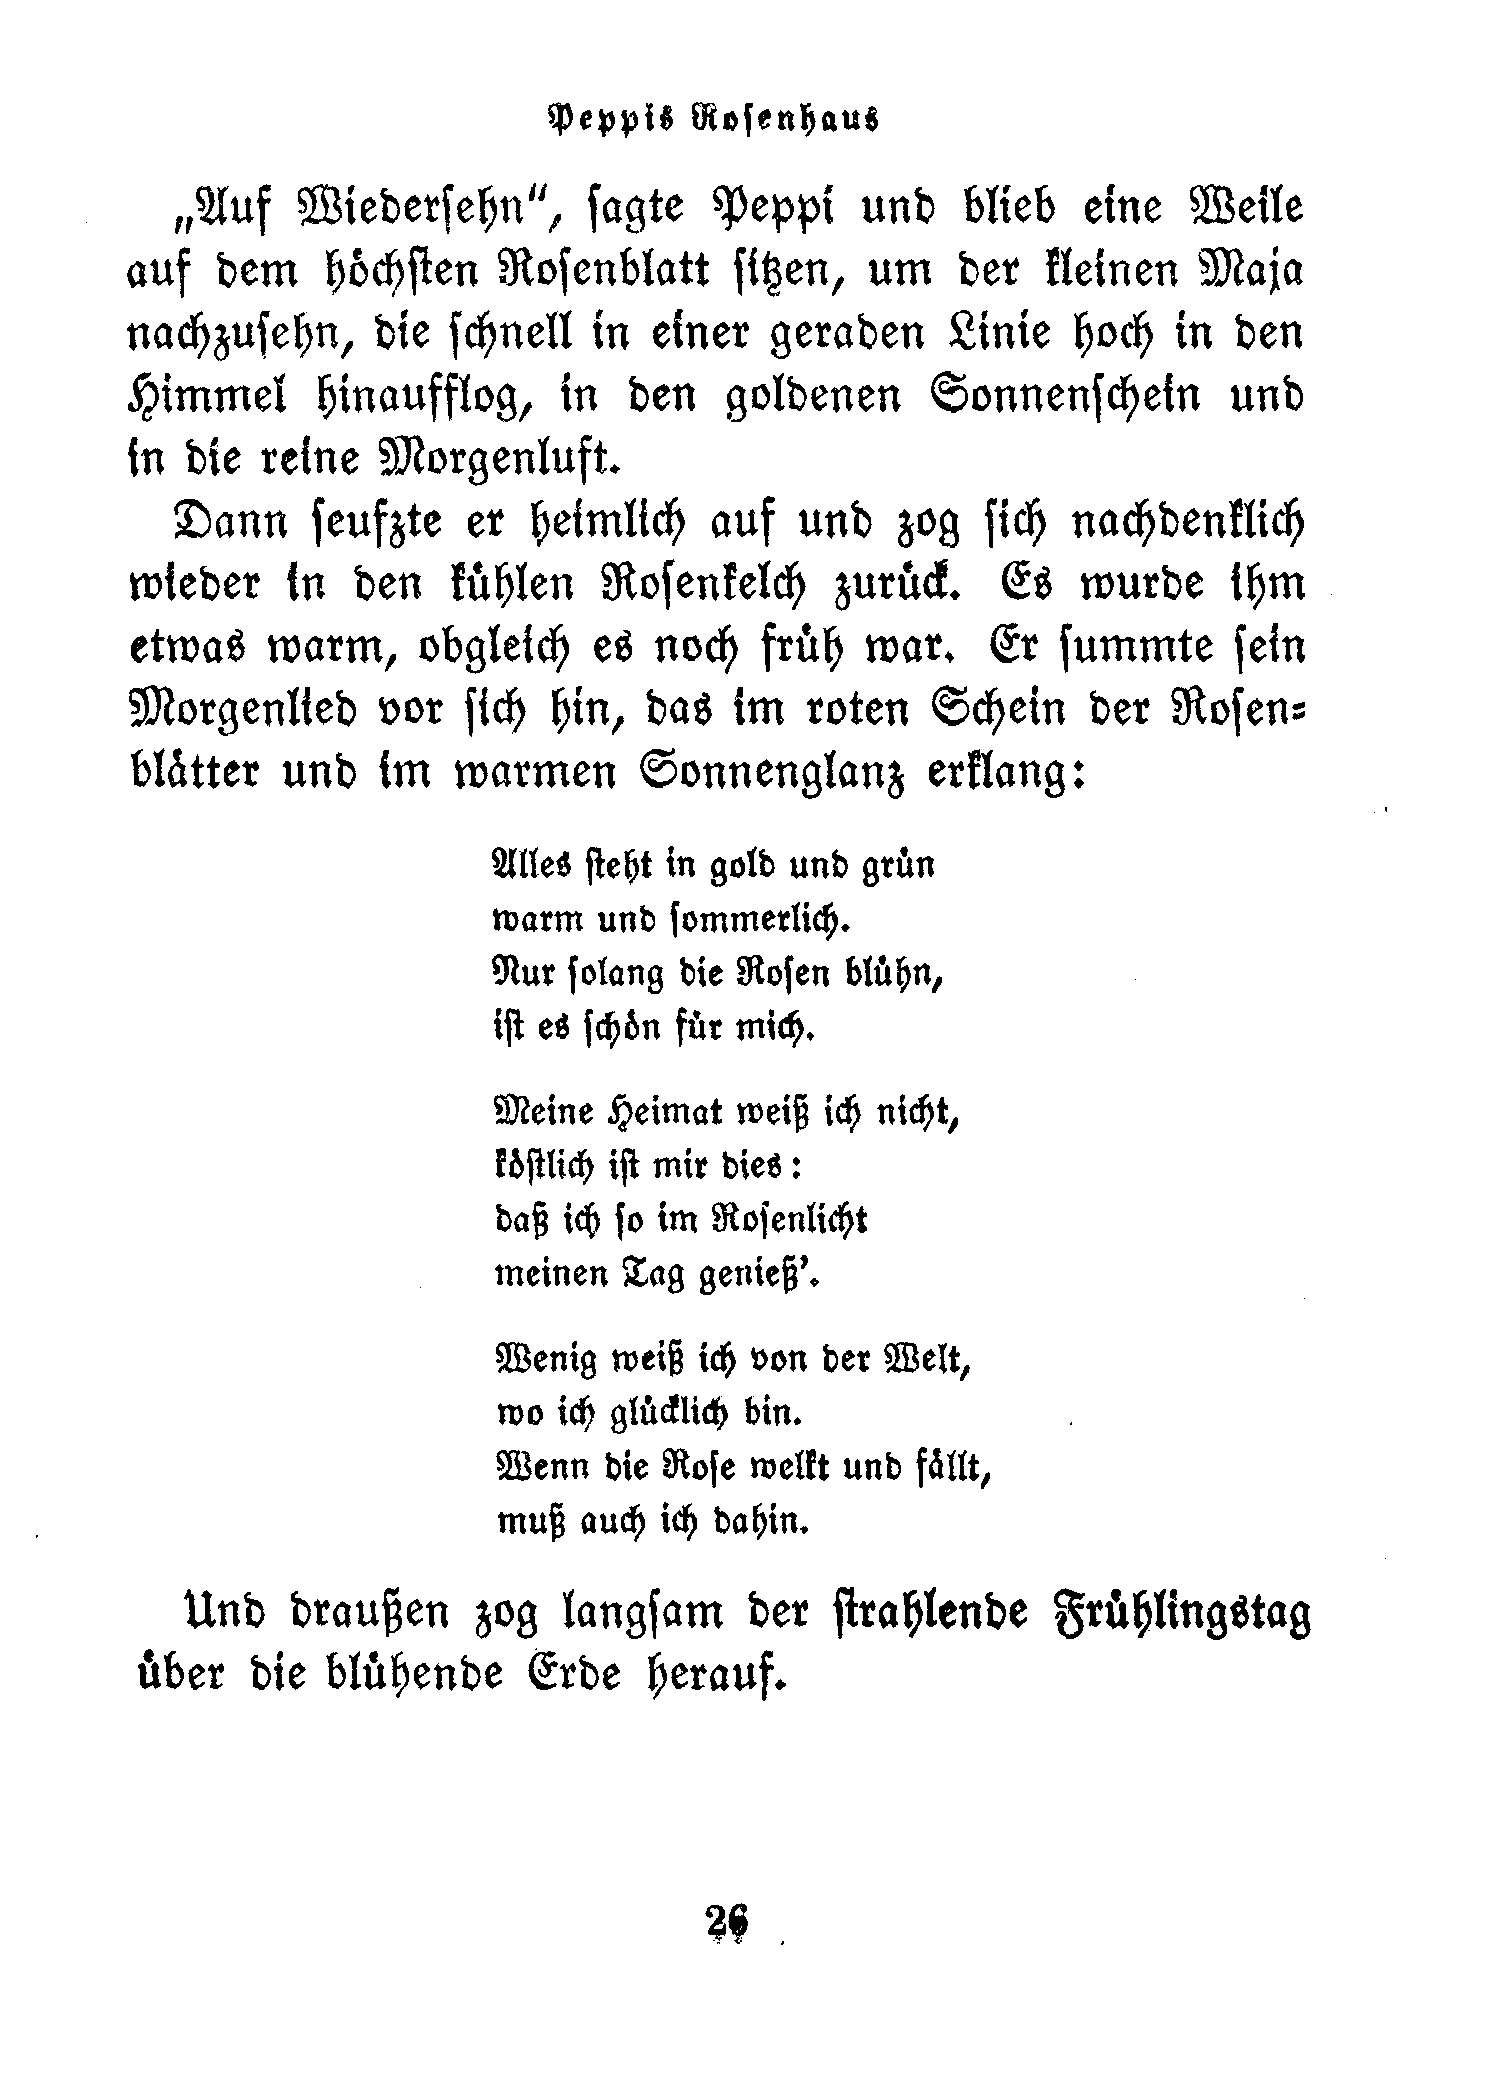 Peppis Rosenhaus
„Auf Wiedersehn“, sagte Peppi und blieb eine Weile
auf dem höchsten Rosenblatt sitzen, um der kleinen Maja
nachzusehn, die schnell in einer geraden Linie hoch in den
Himmel hinaufflog, in den goldenen Sonnenschein und
in die reine Morgenluft.
Dann seufzte er heimlich auf und zog sich nachdenklich
wieder in den kühlen Rosenkelch zurück. Es wurde ihm
etwas warm, obgleich es noch früh war. Er summte sein
Morgenlied vor sich hin, das im roten Schein der Rosen-
blätter und im warmen Sonnenglanz erklang:
Alles steht in gold und grün
warm und sommerlich.
Nur solang die Rosen blühn,
ist es schön für mich.
Meine Heimat weiß ich nicht,
köstlich ist mir dies:
daß ich so im Rosenlicht
meinen Tag genieß’.
Wenig weiß ich von der Welt,
wo ich glücklich bin.
Wenn die Rose welkt und fällt,
muß auch ich dahin.
Und draußen zog langsam der strahlende Frühlingstag
über die blühende Erde herauf.
26